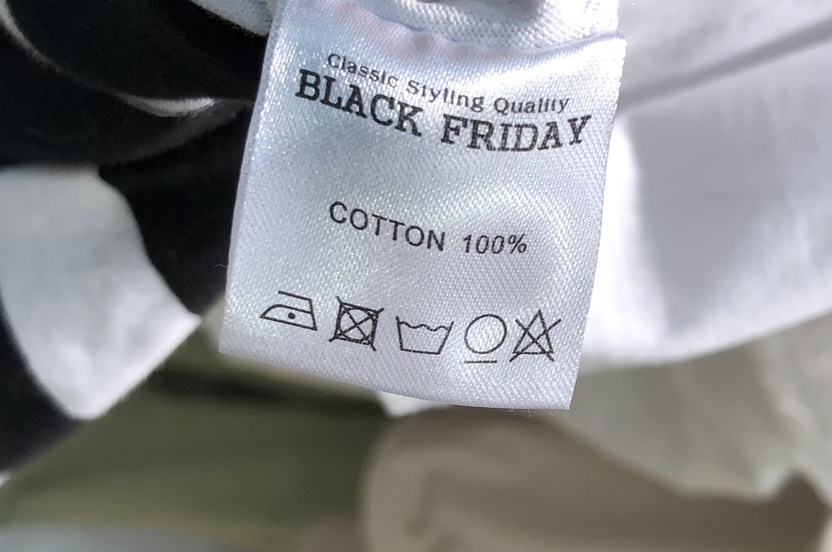 Classic Styling Quality
BLACK FRIDAY
COTTON 100%